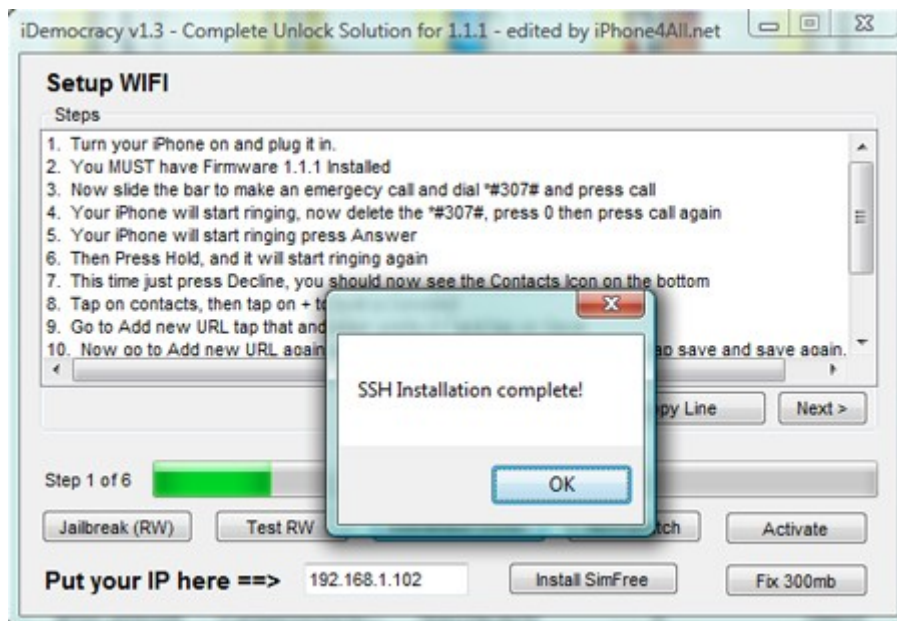 iDemocracy v1.3 - Complete Unlock Solution for 1.1.1 - edited by iPhone4All.net
Setup WIFI
Steps
1. Turn your iPhone on and plug it in.
2. You MUST have Firmware 1.1.1 Installed
3. Now slide the bar to make an emergecy call and dial *#307# and press call
4. Your iPhone will start ringing, now delete the *#307#, press 0 then press call again
5. Your iPhone will start ringing press Answer
6. Then Press Hold, and it will start ringing again
7. This time just press Decline, you should now see the Contacts Icon on the bottom
8. Tap on contacts, then tap on + to
9. Go to Add new URL tap that and
10. Now go to Add new URL again save and save again.
SSH Installation complete!
OK
Line
Next >
Step 1 of 6
Jailbreak (RW)
Test RW
Activate
Put your IP here ==>
192.168.1.102
Install SimFree
Fix 300mb